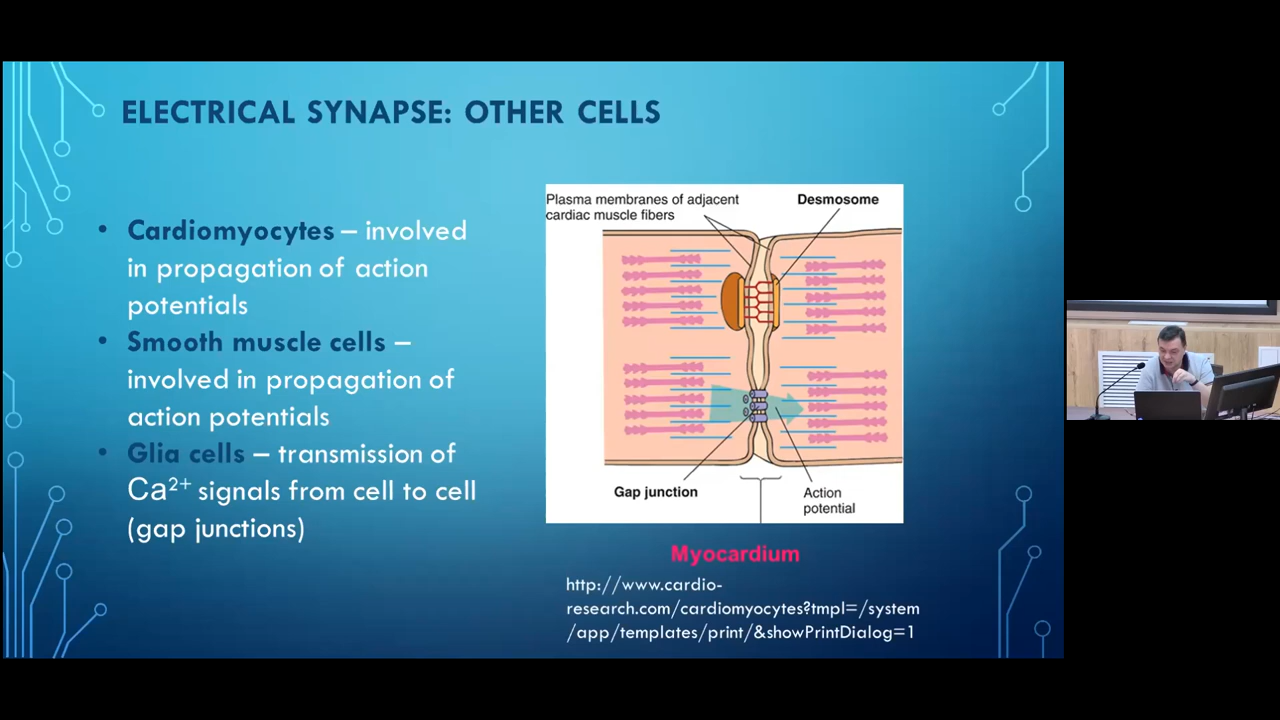 ELECTRICAL SYNAPSE: OTHER CELLS
• Cardiomyocytes – involved
in propagation of action
potentials
• Smooth muscle cells –
involved in propagation of
action potentials
• Glia cells – transmission of
Ca²⁺ signals from cell to cell
(gap junctions)
Plasma membranes of adjacent
cardiac muscle fibers
Desmosome
Gap junction
Action
potential
Myocardium
http://www.cardio-
research.com/cardiomyocytes?tmpl=/system
/app/templates/print/&showPrintDialog=1